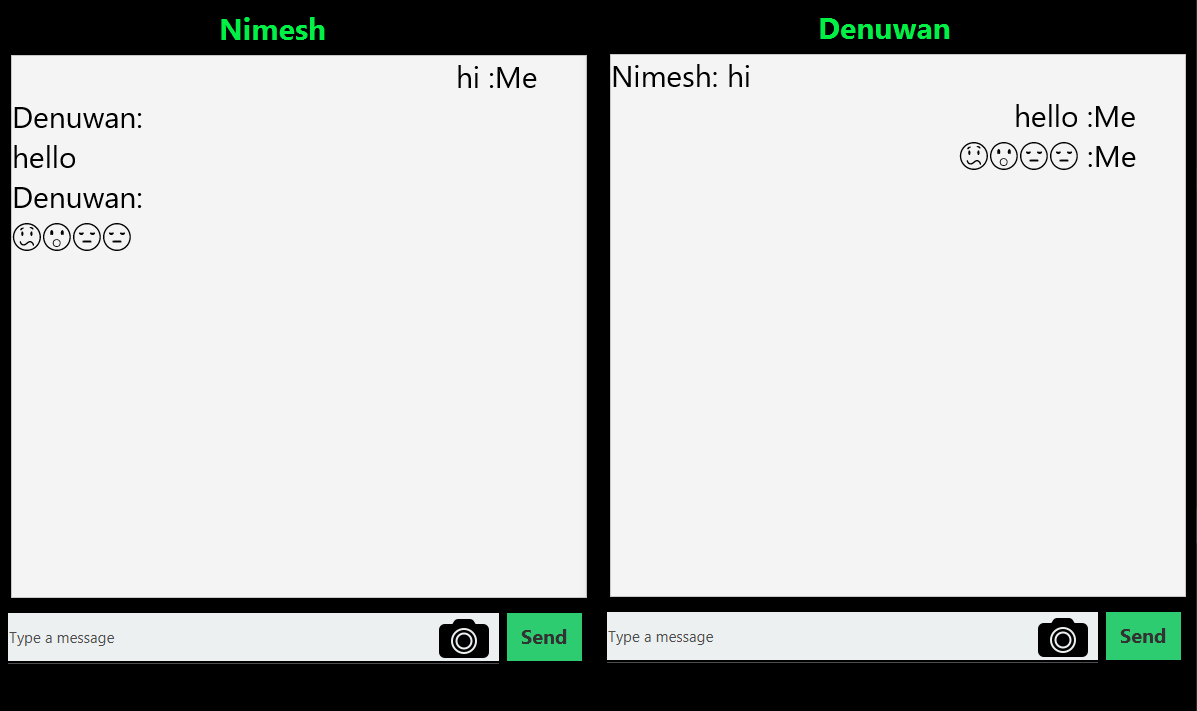 Nimesh
hi :Me
Denuwan:
hello
Denuwan:
🥴😮😔😔
Type a message
Send
Denuwan
Nimesh: hi
hello :Me
🥴😮😔😔 :Me
Type a message
Send